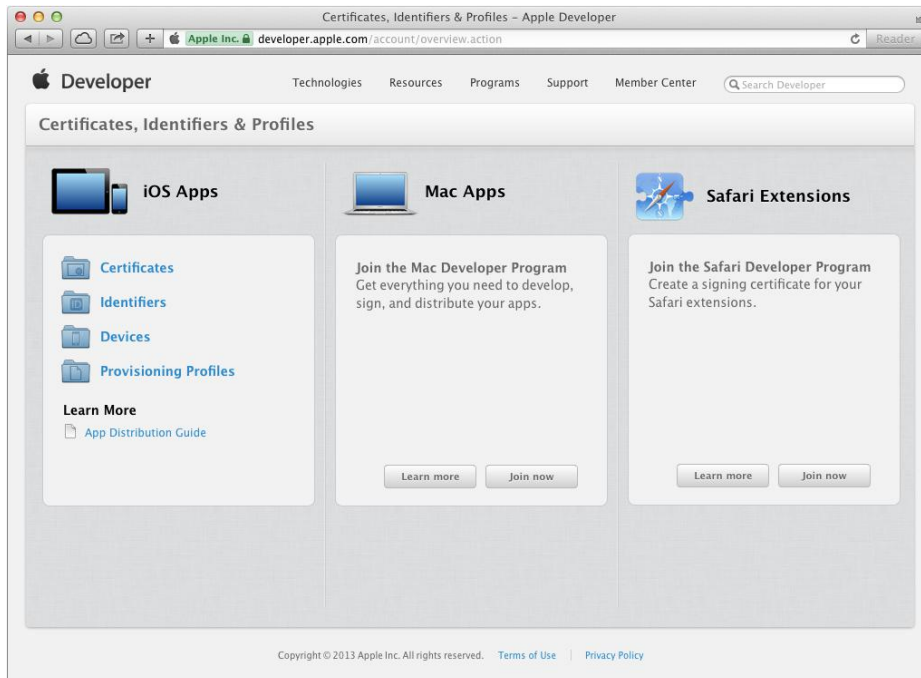 Certificates, Identifiers & Profiles – Apple Developer
Apple Inc. developer.apple.com/account/overview.action Reader
Developer
Technologies Resources Programs Support Member Center Search Developer
Certificates, Identifiers & Profiles
iOS Apps
Certificates
Identifiers
Devices
Provisioning Profiles
Learn More
App Distribution Guide
Mac Apps
Join the Mac Developer Program
Get everything you need to develop,
sign, and distribute your apps.
Learn more Join now
Safari Extensions
Join the Safari Developer Program
Create a signing certificate for your
Safari extensions.
Learn more Join now
Copyright © 2013 Apple Inc. All rights reserved. Terms of Use | Privacy Policy